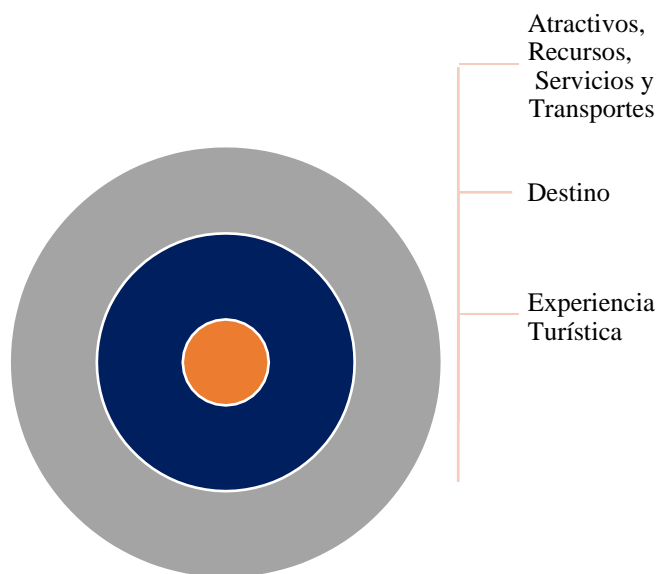 Atractivos,
Recursos,
Servicios y
Transportes
Destino
Experiencia
Turística